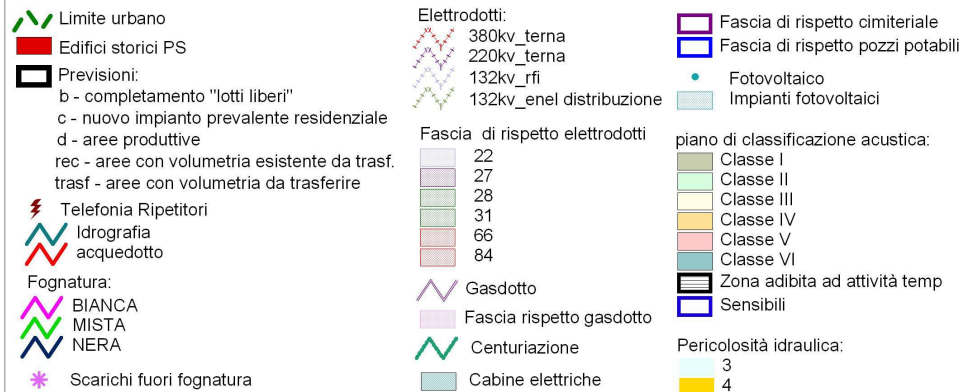 Limite urbano
Edifici storici PS
Previsioni:
b - completamento "lotti liberi"
c - nuovo impianto prevalente residenziale
d - aree produttive
rec - aree con volumetria esistente da trasf.
trasf - aree con volumetria da trasferire
Telefonia Ripetitori
Idrografia
acquedotto
Fognatura:
BIANCA
MISTA
NERA
Scarichi fuori fognatura
Elettrodotti:
380kv_terna
220kv_terna
132kv_rfi
132kv_enel distribuzione
Fascia di rispetto elettrodotti
22
27
28
31
66
84
Gasdotto
Fascia rispetto gasdotto
Centuriazione
Cabine elettriche
Fascia di rispetto cimiteriale
Fascia di rispetto pozzi potabili
Fotovoltaico
Impianti fotovoltaici
piano di classificazione acustica:
Classe I
Classe II
Classe III
Classe IV
Classe V
Classe VI
Zona adibita ad attività temp
Sensibili
Pericolosità idraulica:
3
4